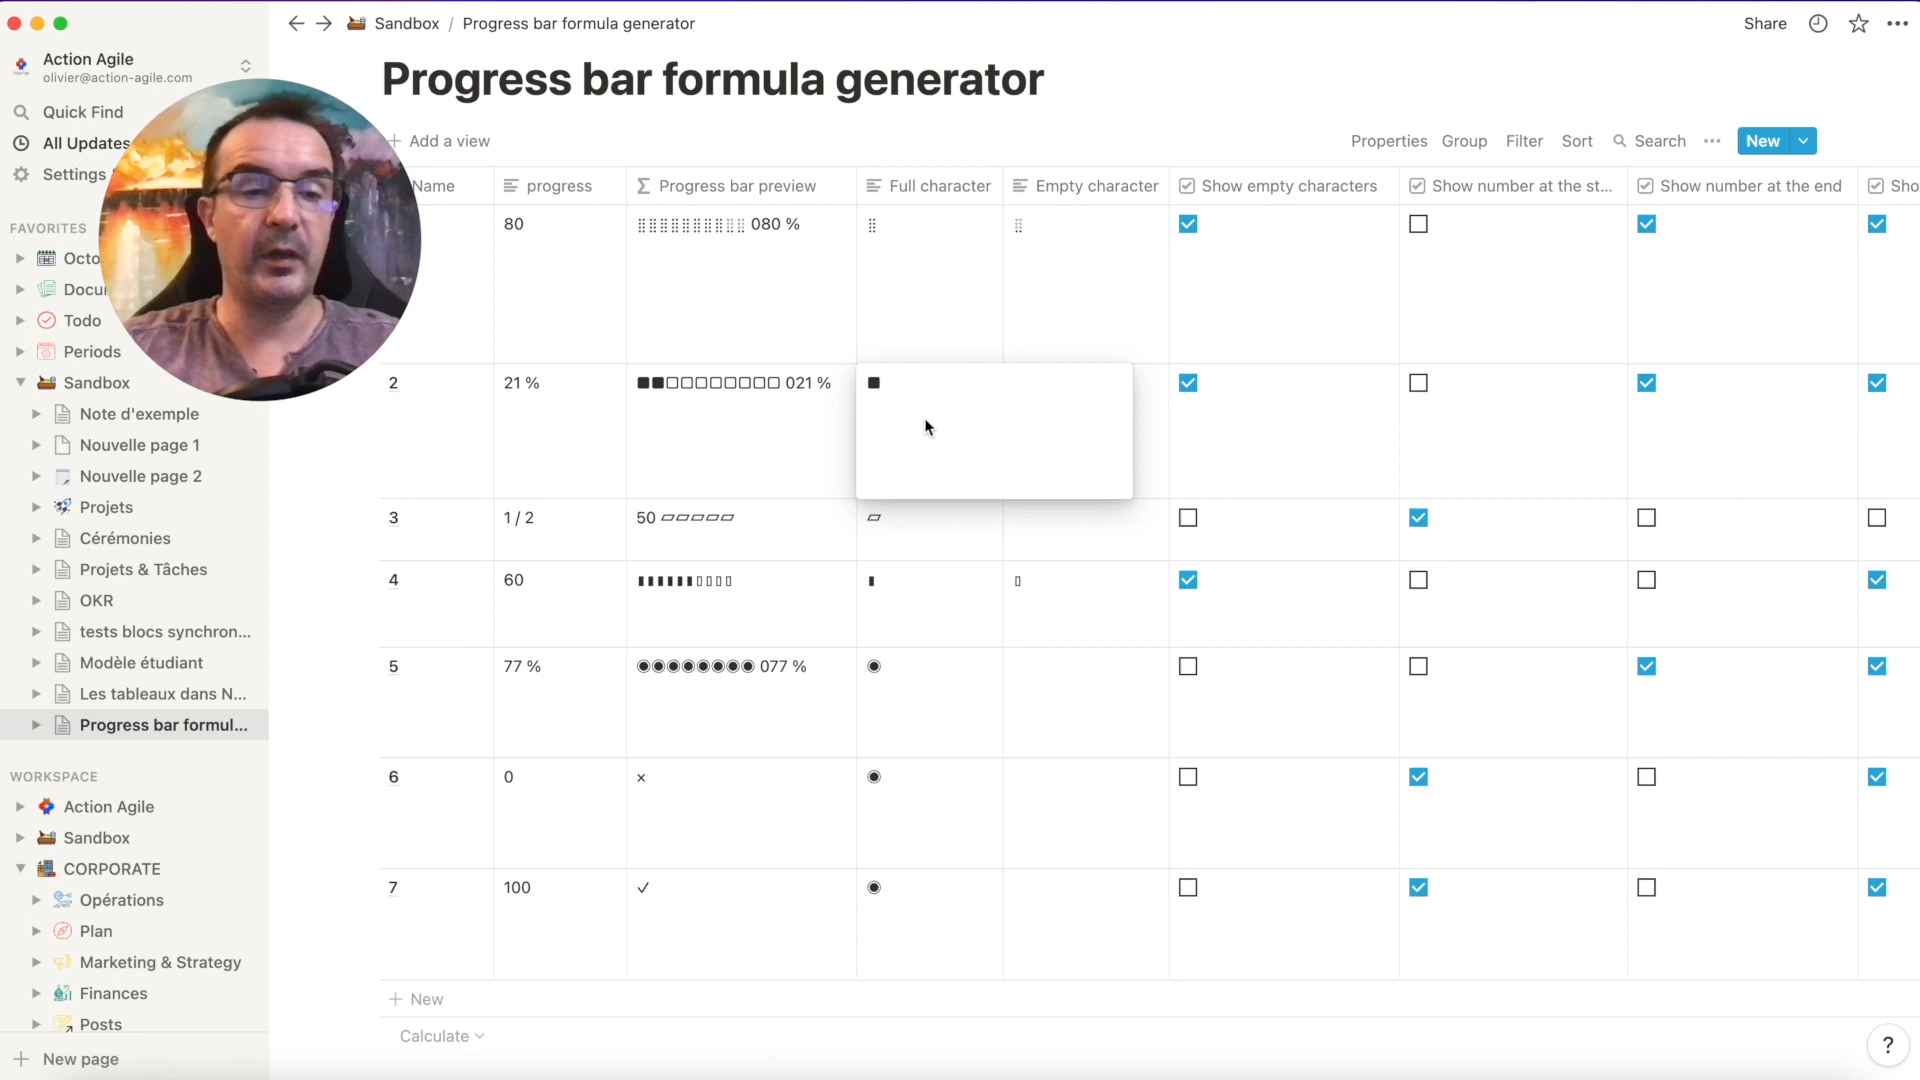 Sandbox / Progress bar formula generator
Share
Action Agile
olivier@action-agile.com
Quick Find
All Updates
Settings
FAVORITES
Octo
Docu
Todo
Periods
Sandbox
Note d'exemple
Nouvelle page 1
Nouvelle page 2
Projets
Cérémonies
Projets & Tâches
OKR
tests blocs synchron...
Modèle étudiant
Les tableaux dans N...
Progress bar formul...
WORKSPACE
Action Agile
Sandbox
CORPORATE
Opérations
Plan
Marketing & Strategy
Finances
Posts
New page
Progress bar formula generator
Add a view
Properties Group Filter Sort Search ... New
Name progress Progress bar preview Full character Empty character Show empty characters Show number at the st... Show number at the end Sho
80 ⣿⣿⣿⣿⣿⣿⣿⣿⣀⣀ 080 %
2 21 % ■■□□□□□□□□ 021 % ■
3 1 / 2 50 ▱▱▱▱▱ ▱
4 60 ▮▮▮▮▮▮▯▯▯▯ ▮ ▯
5 77 % ◉◉◉◉◉◉◉◉ 077 % ◉
6 0 × ◉
7 100 ✓ ◉
New
Calculate
?